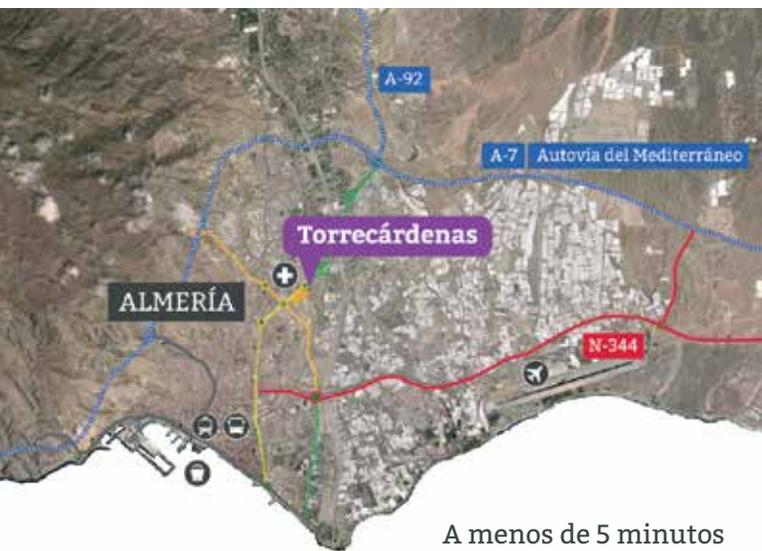 A-92
A-7 Autovía del Mediterráneo
Torrecárdenas
ALMERÍA
N-344
A menos de 5 minutos